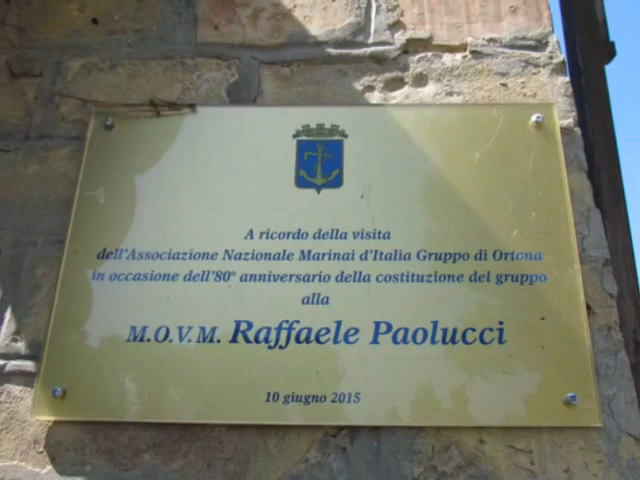 A ricordo della visita
dell'Associazione Nazionale Marinai d'Italia Gruppo di Ortona
in occasione dell'80° anniversario della costituzione del gruppo
alla
M.O.V.M. Raffaele Paolucci
10 giugno 2015